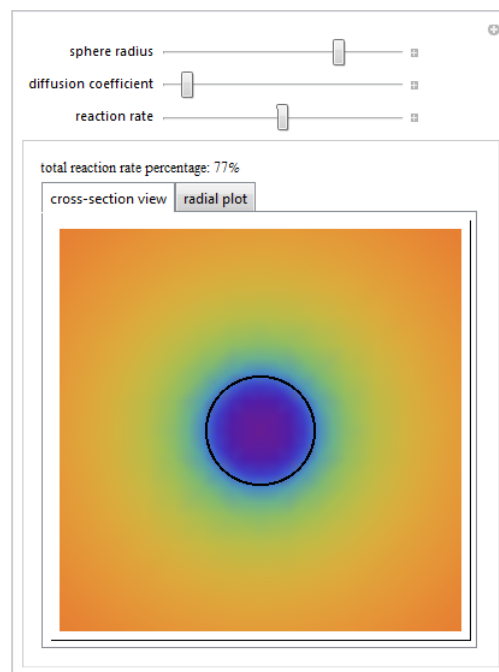 sphere radius
diffusion coefficient
reaction rate
total reaction rate percentage: 77%
cross-section view radial plot